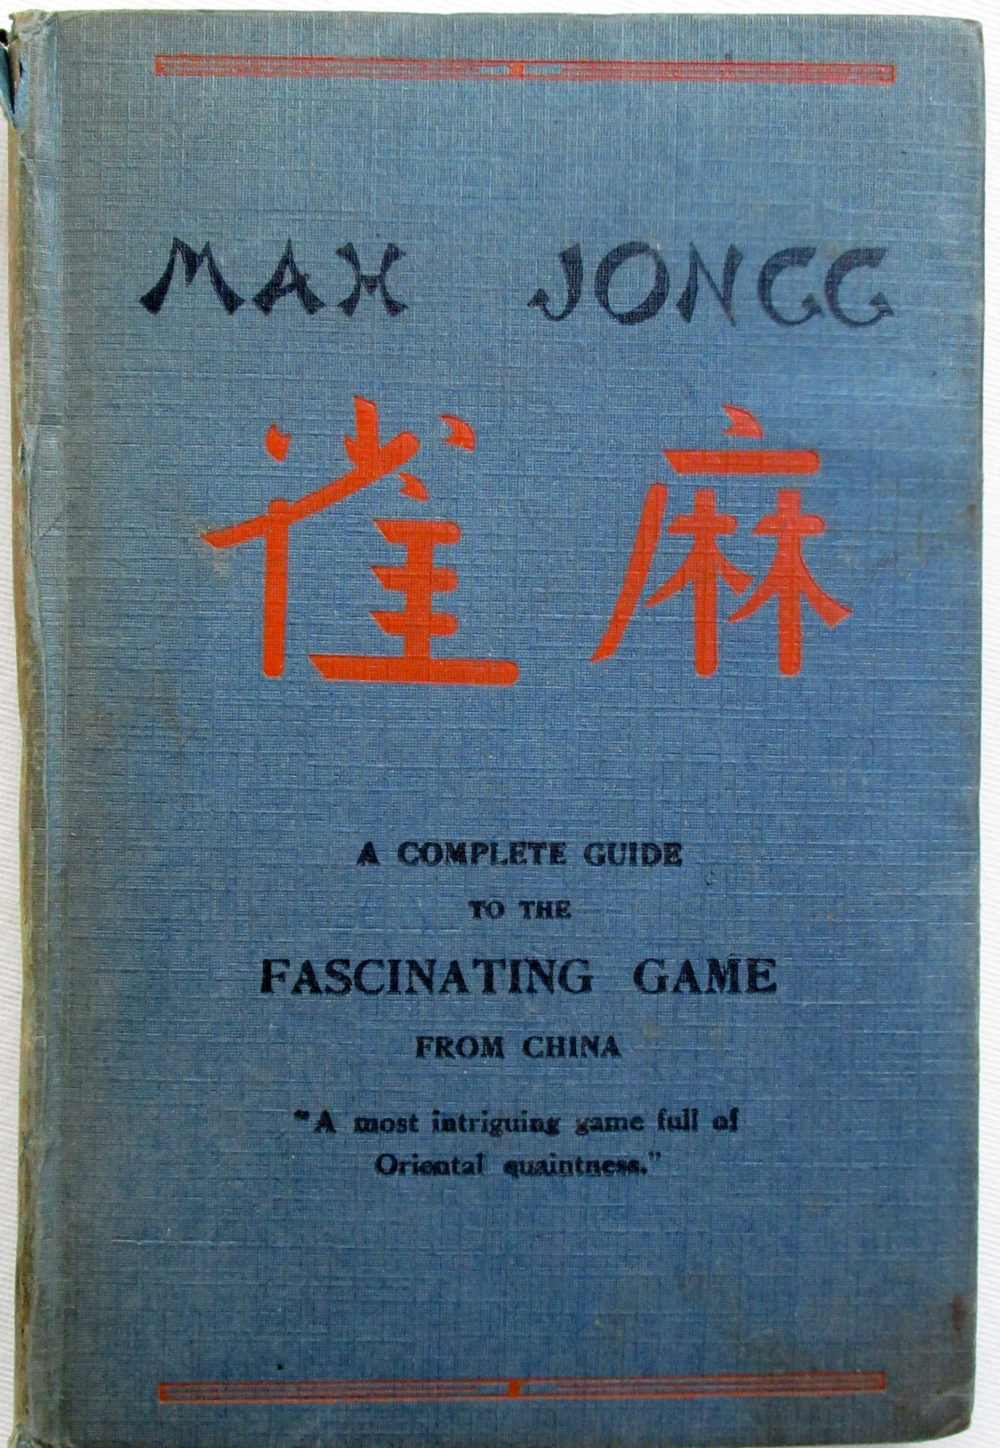 MAH JONGG
雀麻
A COMPLETE GUIDE
TO THE
FASCINATING GAME
FROM CHINA
"A most intriguing game full of
Oriental quaintness."